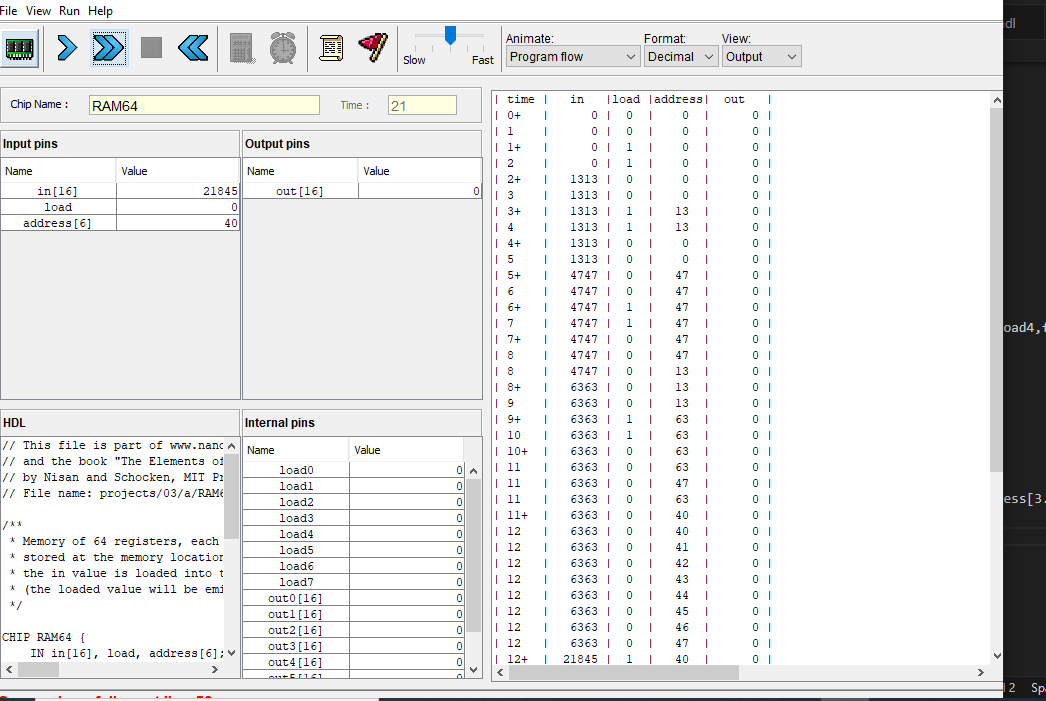 File View Run Help
dl
Animate: Format: View:
Slow Fast Program flow Decimal Output
Chip Name : RAM64 Time : 21
Input pins
Name Value
in[16] 21845
load 0
address[6] 40
Output pins
Name Value
out[16] 0
HDL
// This file is part of www.nand
// and the book "The Elements of
// by Nisan and Schocken, MIT Pr
// File name: projects/03/a/RAM6
/**
* Memory of 64 registers, each
* stored at the memory location
* the in value is loaded into t
* (the loaded value will be emi
*/
CHIP RAM64 {
IN in[16], load, address[6];
Internal pins
Name Value
load0 0
load1 0
load2 0
load3 0
load4 0
load5 0
load6 0
load7 0
out0[16] 0
out1[16] 0
out2[16] 0
out3[16] 0
out4[16] 0
out5[16] 0
| time | in |load |address| out |
| 0+ | 0 | 0 | 0 | 0 |
| 1 | 0 | 0 | 0 | 0 |
| 1+ | 0 | 1 | 0 | 0 |
| 2 | 0 | 1 | 0 | 0 |
| 2+ | 1313 | 0 | 0 | 0 |
| 3 | 1313 | 0 | 0 | 0 |
| 3+ | 1313 | 1 | 13 | 0 |
| 4 | 1313 | 1 | 13 | 0 |
| 4+ | 1313 | 0 | 0 | 0 |
| 5 | 1313 | 0 | 0 | 0 |
| 5+ | 4747 | 0 | 47 | 0 |
| 6 | 4747 | 0 | 47 | 0 |
| 6+ | 4747 | 1 | 47 | 0 |
| 7 | 4747 | 1 | 47 | 0 |
| 7+ | 4747 | 0 | 47 | 0 |
| 8 | 4747 | 0 | 47 | 0 |
| 8 | 4747 | 0 | 13 | 0 |
| 8+ | 6363 | 0 | 13 | 0 |
| 9 | 6363 | 0 | 13 | 0 |
| 9+ | 6363 | 1 | 63 | 0 |
| 10 | 6363 | 1 | 63 | 0 |
| 10+ | 6363 | 0 | 63 | 0 |
| 11 | 6363 | 0 | 63 | 0 |
| 11 | 6363 | 0 | 47 | 0 |
| 11 | 6363 | 0 | 63 | 0 |
| 11+ | 6363 | 0 | 40 | 0 |
| 12 | 6363 | 0 | 40 | 0 |
| 12 | 6363 | 0 | 41 | 0 |
| 12 | 6363 | 0 | 42 | 0 |
| 12 | 6363 | 0 | 43 | 0 |
| 12 | 6363 | 0 | 44 | 0 |
| 12 | 6363 | 0 | 45 | 0 |
| 12 | 6363 | 0 | 46 | 0 |
| 12 | 6363 | 0 | 47 | 0 |
| 12+ | 21845 | 1 | 40 | 0 |
oad4,
ess[3.
2 Spa